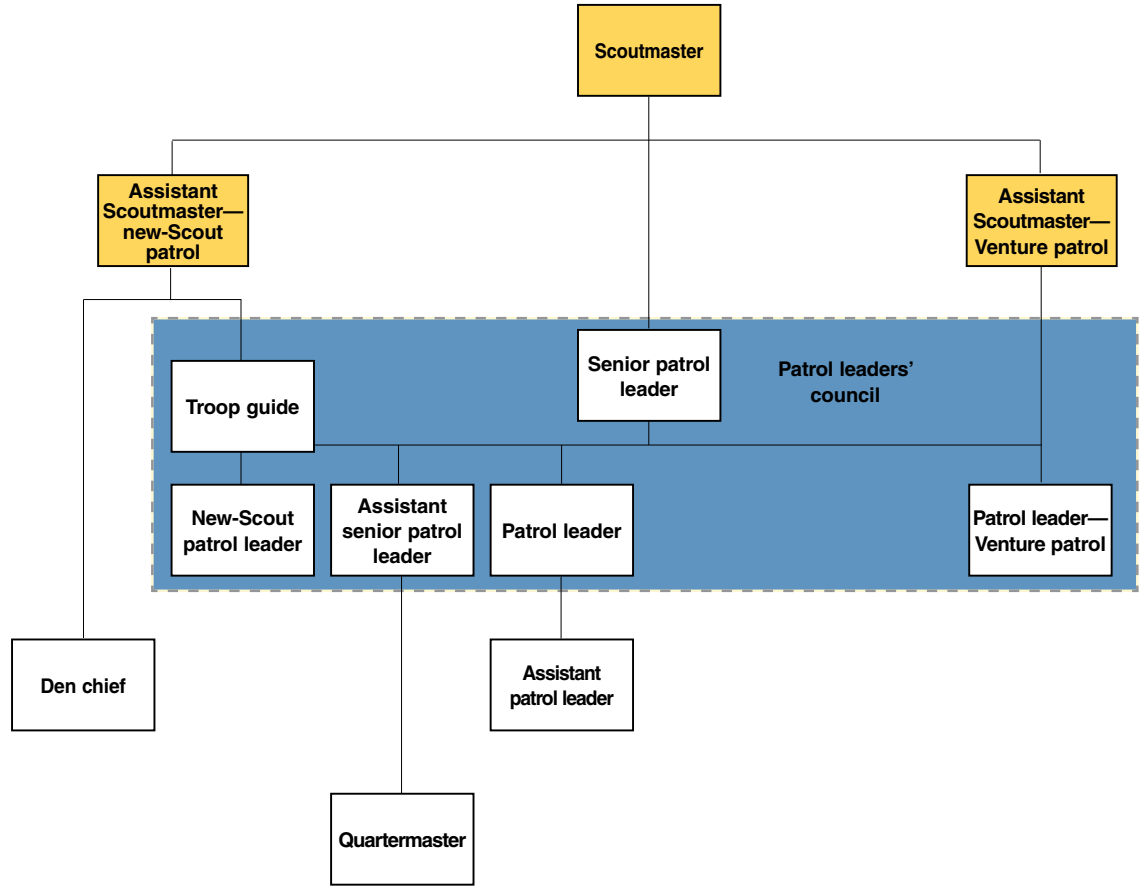 Scoutmaster
Assistant
Scoutmaster—
new-Scout
patrol
Assistant
Scoutmaster—
Venture patrol
Senior patrol
leader
Patrol leaders’
council
Troop guide
New-Scout
patrol leader
Assistant
senior patrol
leader
Patrol leader
Patrol leader—
Venture patrol
Den chief
Assistant
patrol leader
Quartermaster